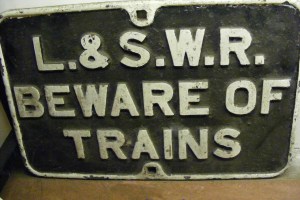 L.& S.W.R.
BEWARE OF
TRAINS